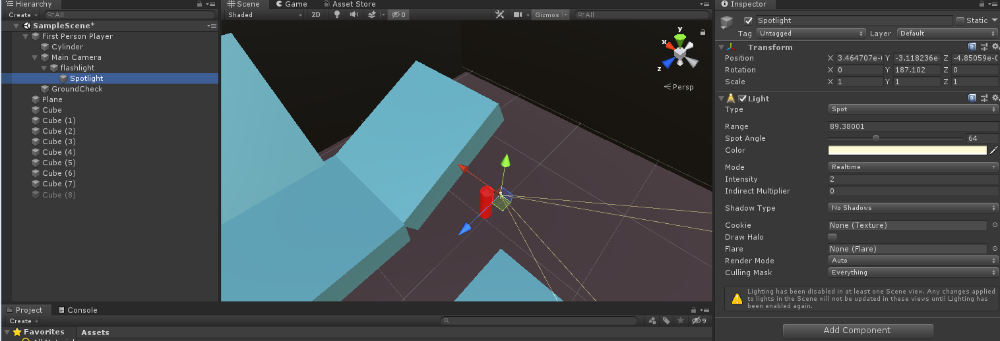 Hierarchy
Create
All
SampleScene*
First Person Player
Cylinder
Main Camera
flashlight
Spotlight
GroundCheck
Plane
Cube
Cube (1)
Cube (2)
Cube (3)
Cube (4)
Cube (5)
Cube (6)
Cube (7)
Cube (8)
Scene
Game
Asset Store
Shaded
2D
0
Gizmos
All
y
x
z
Persp
Project
Console
Create
9
Favorites
Assets
Inspector
Spotlight
Static
Tag Untagged Layer Default
Transform
Position X 3.464707e-0 Y -3.118236e- Z -4.85059e-0
Rotation X 0 Y 187.102 Z 0
Scale X 1 Y 1 Z 1
Light
Type Spot
Range 89.38001
Spot Angle 64
Color
Mode Realtime
Intensity 2
Indirect Multiplier 0
Shadow Type No Shadows
Cookie None (Texture)
Draw Halo
Flare None (Flare)
Render Mode Auto
Culling Mask Everything
Lighting has been disabled in at least one Scene view. Any changes applied
to lights in the Scene will not be updated in these views until Lighting has
been enabled again.
Add Component